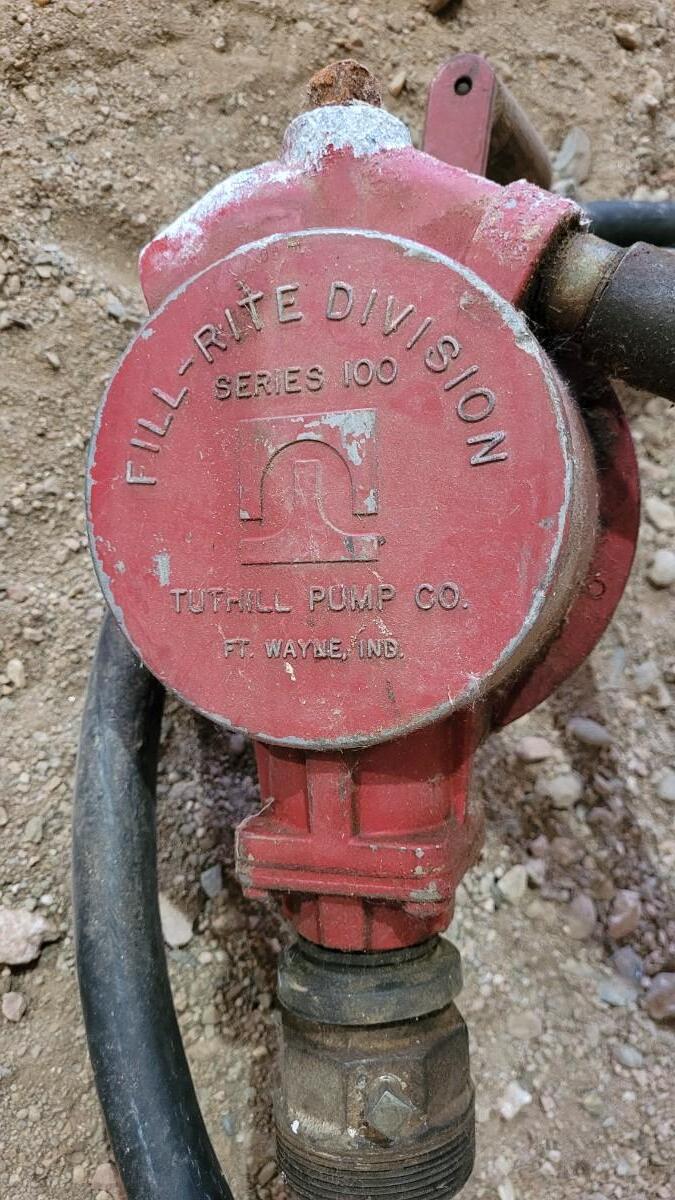 FILL-RITE DIVISION
SERIES 100
TUTHILL PUMP CO.
FT. WAYNE, IND.